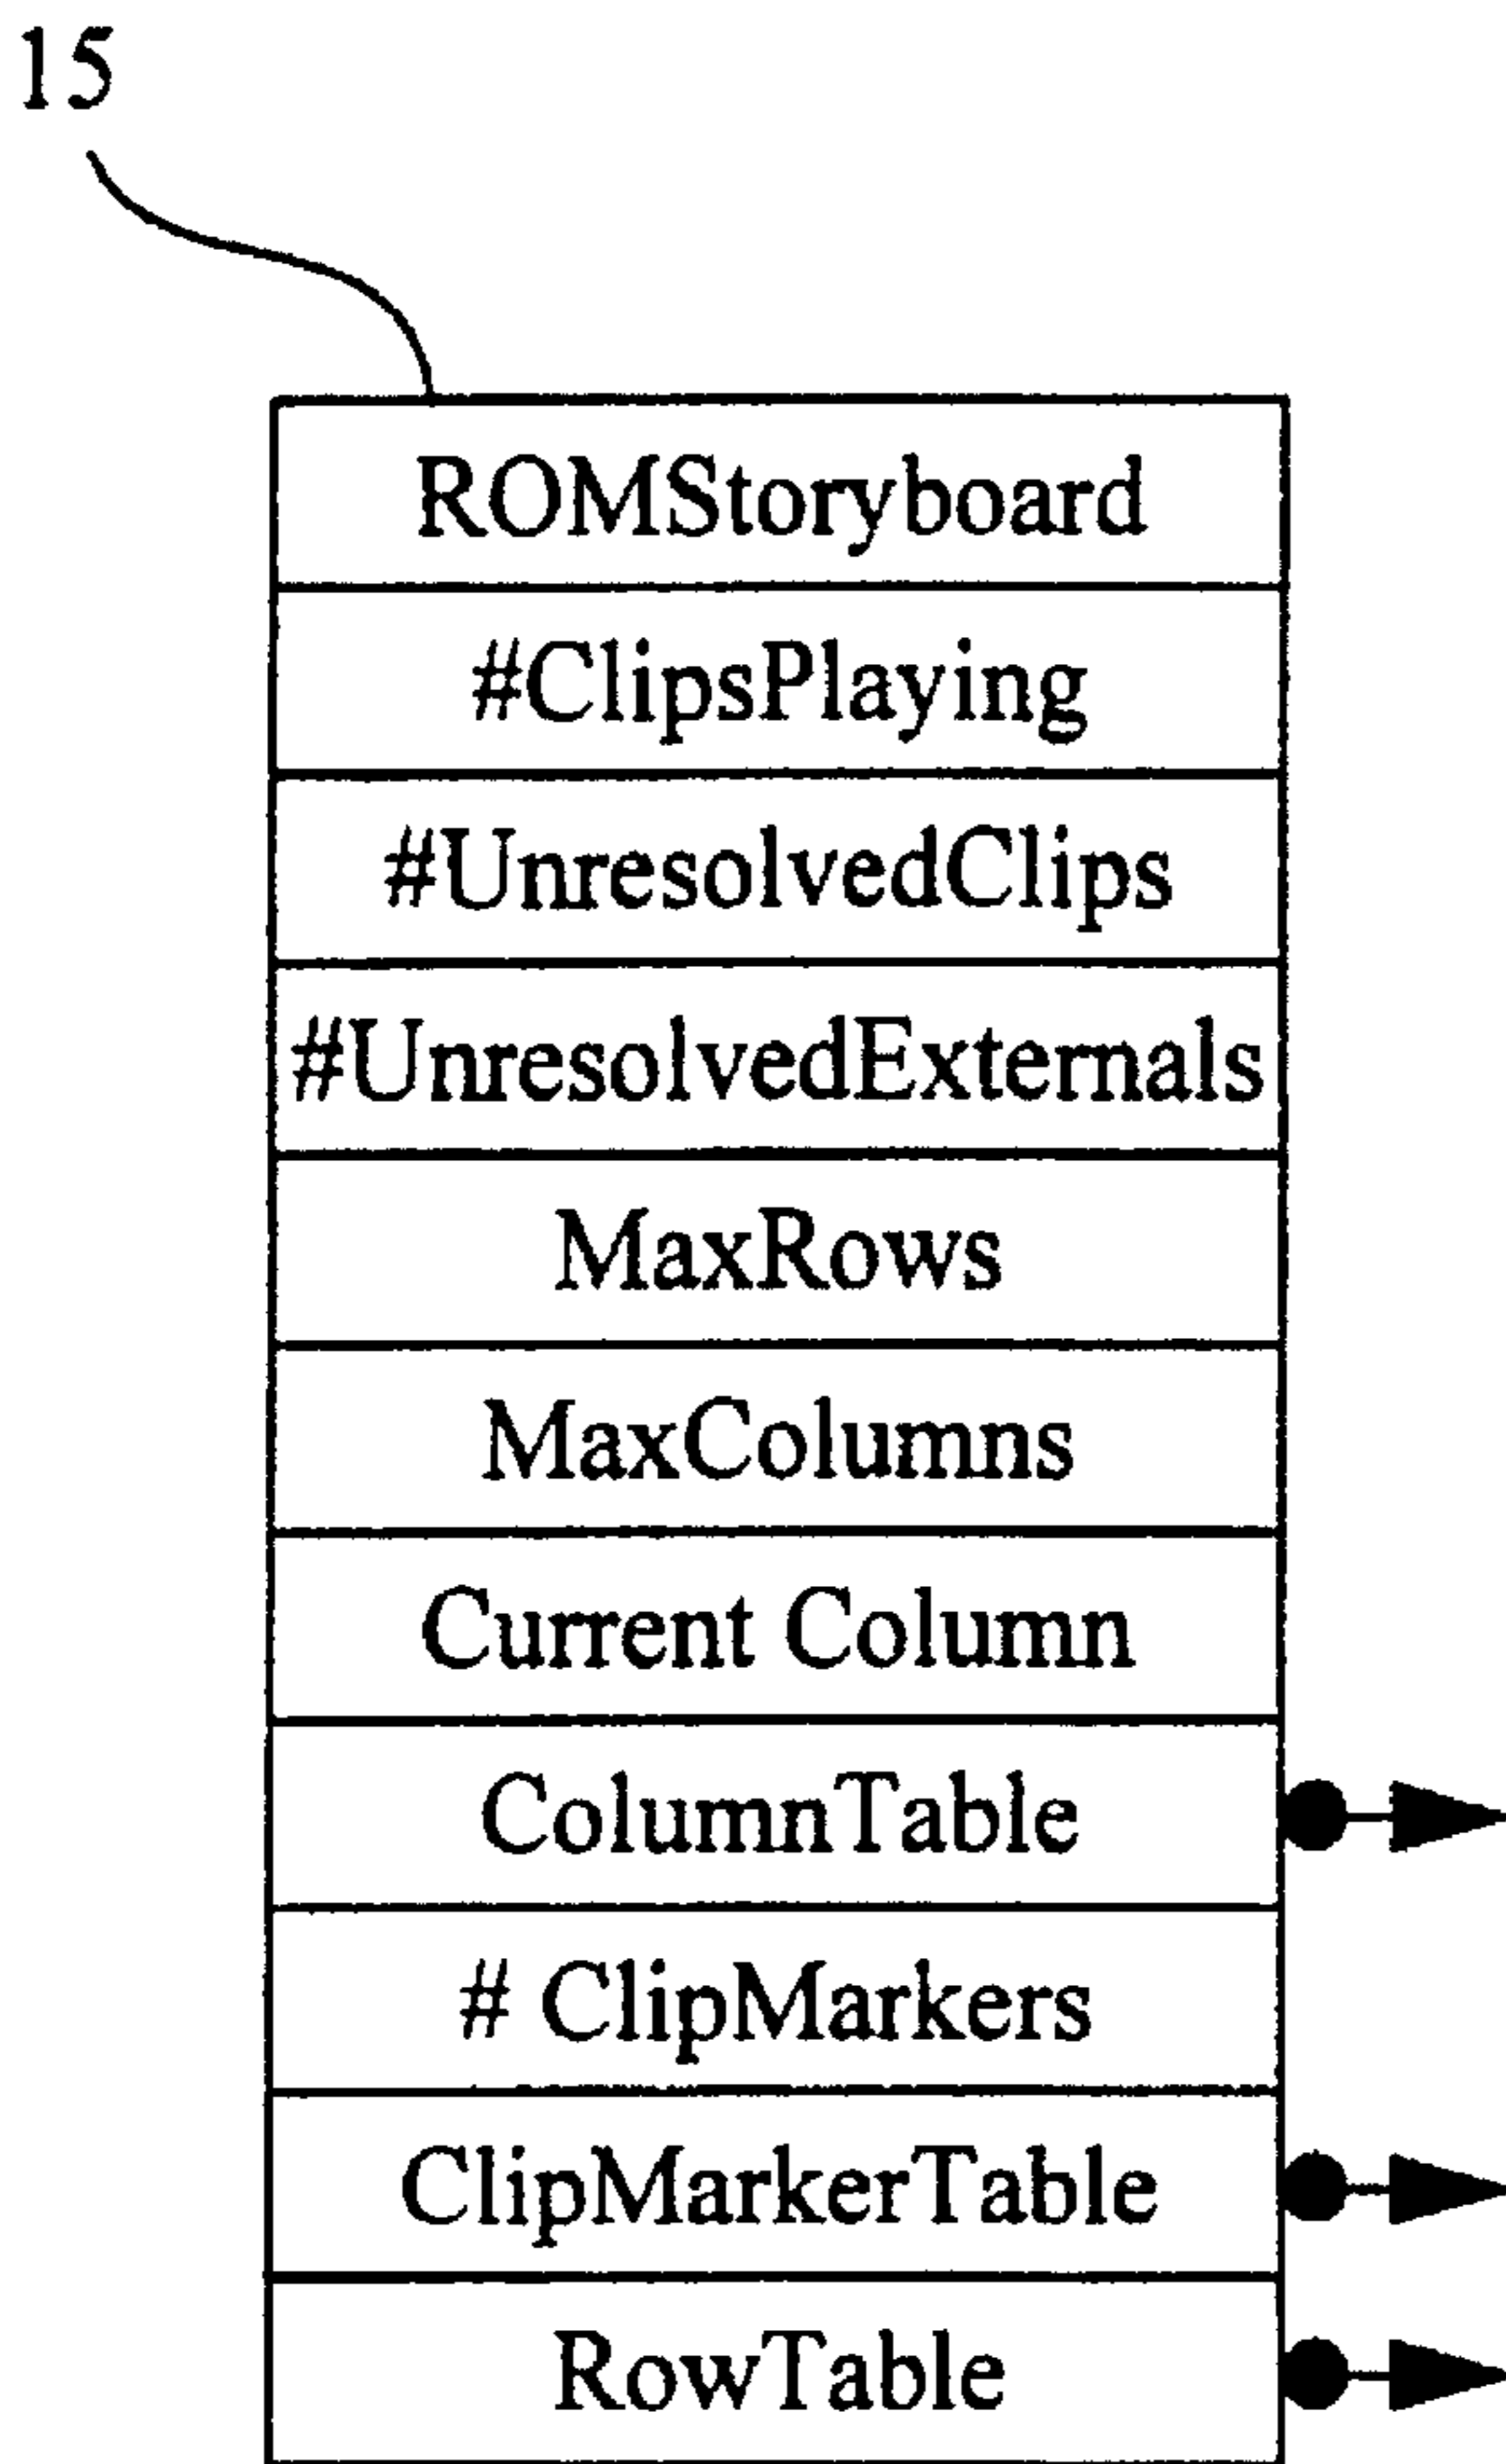 15
ROMStoryboard
#ClipsPlaying
#UnresolvedClips
#UnresolvedExternals
MaxRows
MaxColumns
Current Column
ColumnTable
# ClipMarkers
ClipMarkerTable
RowTable